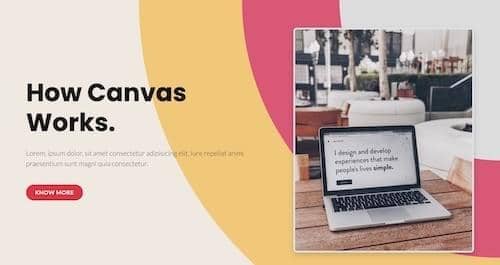 How Canvas
Works.
Lorem, ipsum dolor, sit amet consectetur adipisicing elit. Iure repellat animi,
praesentium sunt magni quia consectetur.
KNOW MORE
I design and develop
experiences that make
people's lives simple.